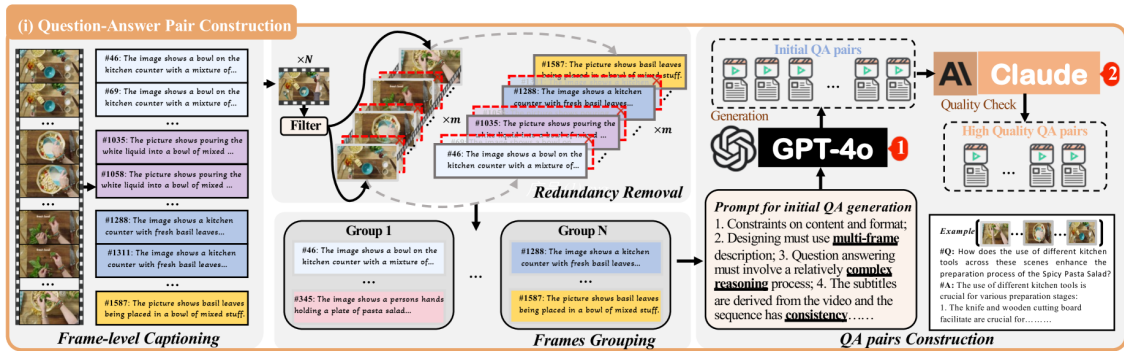 (i) Question-Answer Pair Construction
#46: The image shows a bowl on the
kitchen counter with a mixture of...
#69: The image shows a bowl on the
kitchen counter with a mixture of...
...
#1035: The picture shows pouring the
white liquid into a bowl of mixed ...
#1058: The picture shows pouring the
white liquid into a bowl of mixed ...
...
#1288: The image shows a kitchen
counter with fresh basil leaves...
#1311: The image shows a kitchen
counter with fresh basil leaves...
...
#1587: The picture shows basil leaves
being placed in a bowl of mixed stuff.
Frame-level Captioning
×N
Filter
×m
#1587: The picture shows basil leaves
being placed in a bowl of mixed stuff.
#1288: The image shows a kitchen
counter with fresh basil leaves...
#1035: The picture shows pouring the
white liquid into a bowl of mixed ...
#46: The image shows a bowl on the
kitchen counter with a mixture of...
×m
Redundancy Removal
Group 1
#46: The image shows a bowl on the
kitchen counter with a mixture of...
...
#345: The image shows a persons hands
holding a plate of pasta salad...
...
Group N
#1288: The image shows a kitchen
counter with fresh basil leaves...
...
#1587: The picture shows basil leaves
being placed in a bowl of mixed stuff.
Frames Grouping
Initial QA pairs
...
Generation
GPT-4o
1
Prompt for initial QA generation
1. Constraints on content and format;
2. Designing must use multi-frame
description; 3. Question answering
must involve a relatively complex
reasoning process; 4. The subtitles
are derived from the video and the
sequence has consistency……
A\
Claude
2
Quality Check
High Quality QA pairs
...
Example
... ...
#Q: How does the use of different kitchen
tools across these scenes enhance the
preparation process of the Spicy Pasta Salad?
#A: The use of different kitchen tools is
crucial for various preparation stages:
1. The knife and wooden cutting board
facilitate are crucial for………
QA pairs Construction